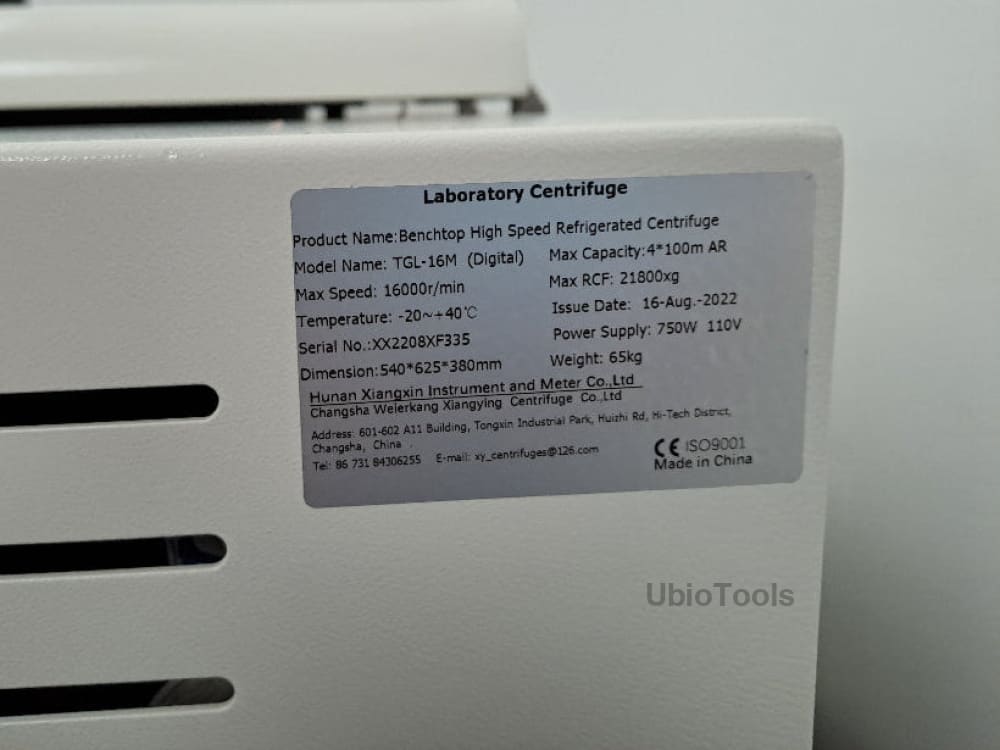 Laboratory Centrifuge
Product Name:Benchtop High Speed Refrigerated Centrifuge
Model Name: TGL-16M (Digital)
Max Capacity:4*100m AR
Max Speed: 16000r/min
Max RCF: 21800xg
Temperature: -20~+40℃
Issue Date: 16-Aug.-2022
Serial No.:XX2208XF335
Power Supply: 750W 110V
Dimension:540*625*380mm
Weight: 65kg
Hunan Xiangxin Instrument and Meter Co.,Ltd
Changsha Weierkang Xiangying Centrifuge Co.,Ltd
Address: 601-602 A11 Building, Tongxin Industrial Park, Huizhi Rd, Hi-Tech District,
Changsha, China .
Tel: 86 731 84306255 E-mail: xy_centrifuges@126.com
CE ISO9001
Made in China
UbioTools